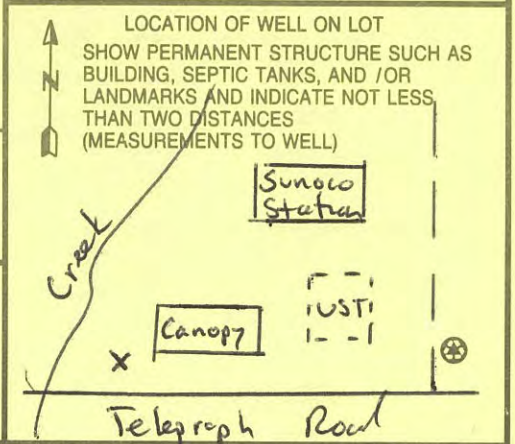 LOCATION OF WELL ON LOT
SHOW PERMANENT STRUCTURE SUCH AS
BUILDING, SEPTIC TANKS, AND /OR
LANDMARKS AND INDICATE NOT LESS
THAN TWO DISTANCES
(MEASUREMENTS TO WELL)
N
Sunoco
Station
Creek
UST
Canopy
X
Telegraph Road